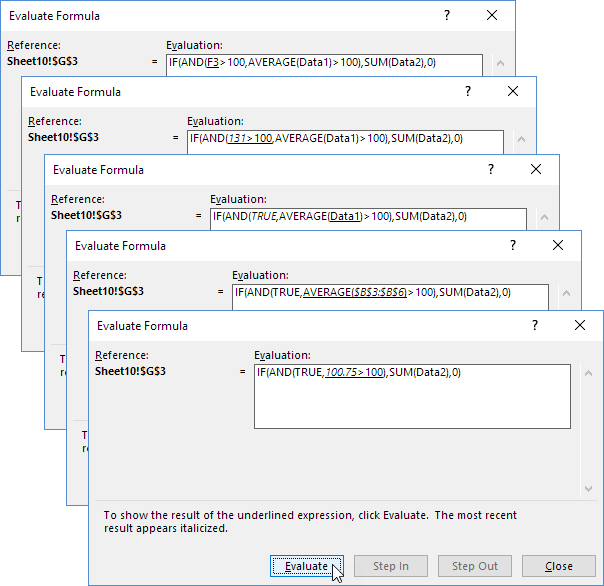 Evaluate Formula ?
Reference: Evaluation:
Sheet10!$G$3 = IF(AND(F3>100,AVERAGE(Data1)>100),SUM(Data2),0)
Evaluate Formula ?
Reference: Evaluation:
Sheet10!$G$3 = IF(AND(131>100,AVERAGE(Data1)>100),SUM(Data2),0)
Evaluate Formula ?
Reference: Evaluation:
Sheet10!$G$3 = IF(AND(TRUE,AVERAGE(Data1)>100),SUM(Data2),0)
Evaluate Formula ?
Reference: Evaluation:
Sheet10!$G$3 = IF(AND(TRUE,AVERAGE($B$3:$B$6)>100),SUM(Data2),0)
Evaluate Formula ?
Reference: Evaluation:
Sheet10!$G$3 = IF(AND(TRUE,100.75>100),SUM(Data2),0)
To show the result of the underlined expression, click Evaluate. The most recent
result appears italicized.
Evaluate Step In Step Out Close